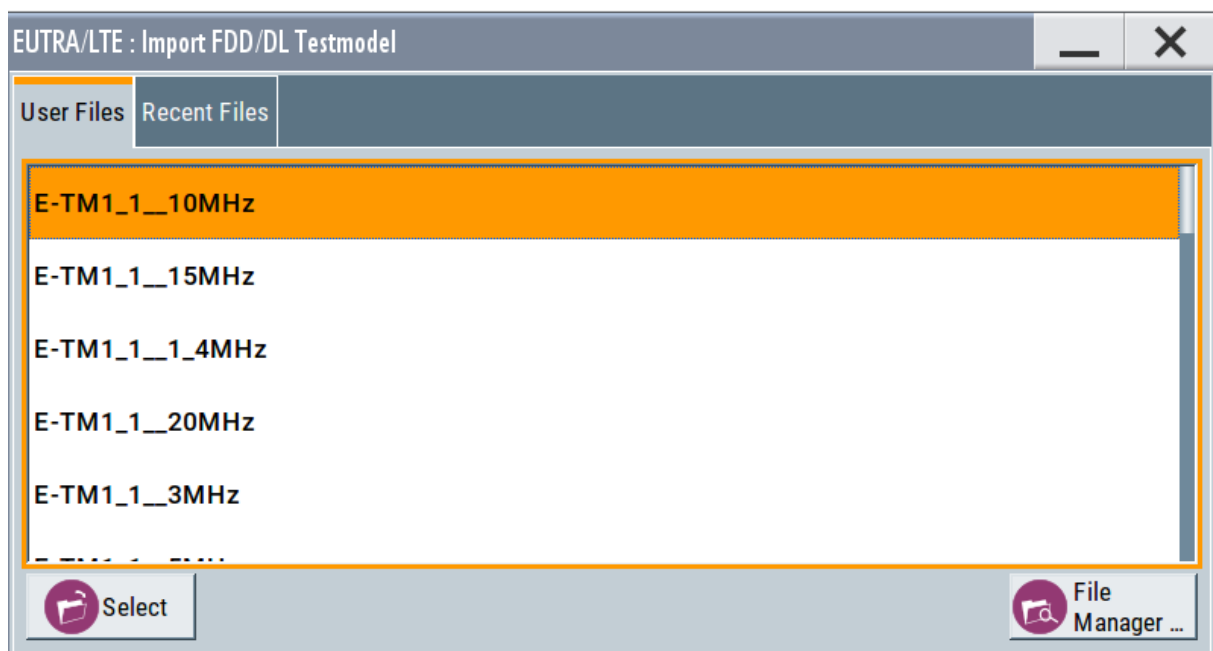 EUTRA/LTE : Import FDD/DL Testmodel
User Files Recent Files
E-TM1_1__10MHz
E-TM1_1__15MHz
E-TM1_1__1_4MHz
E-TM1_1__20MHz
E-TM1_1__3MHz
Select
File
Manager ...